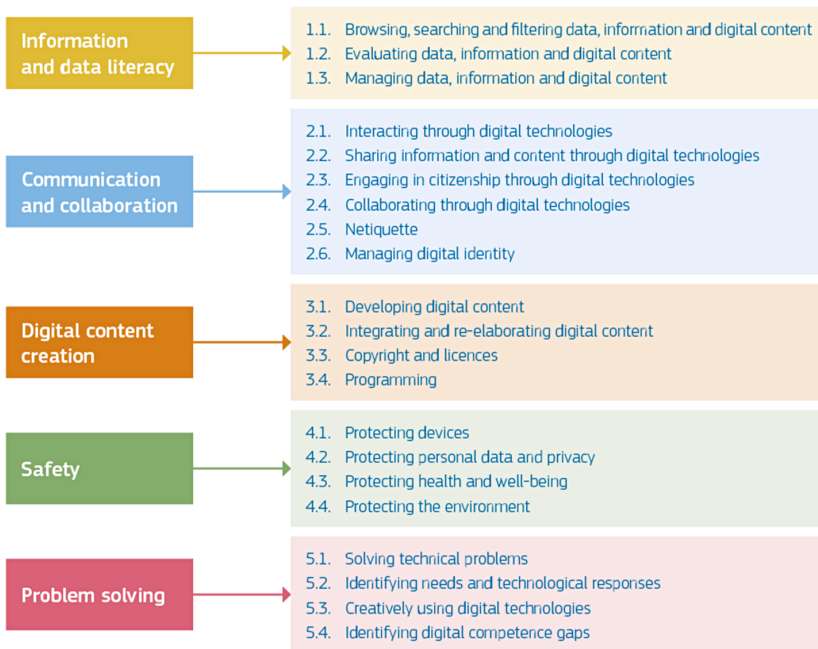 Information
and data literacy
1.1. Browsing, searching and filtering data, information and digital content
1.2. Evaluating data, information and digital content
1.3. Managing data, information and digital content
Communication
and collaboration
2.1. Interacting through digital technologies
2.2. Sharing information and content through digital technologies
2.3. Engaging in citizenship through digital technologies
2.4. Collaborating through digital technologies
2.5. Netiquette
2.6. Managing digital identity
Digital content
creation
3.1. Developing digital content
3.2. Integrating and re-elaborating digital content
3.3. Copyright and licences
3.4. Programming
Safety
4.1. Protecting devices
4.2. Protecting personal data and privacy
4.3. Protecting health and well-being
4.4. Protecting the environment
Problem solving
5.1. Solving technical problems
5.2. Identifying needs and technological responses
5.3. Creatively using digital technologies
5.4. Identifying digital competence gaps